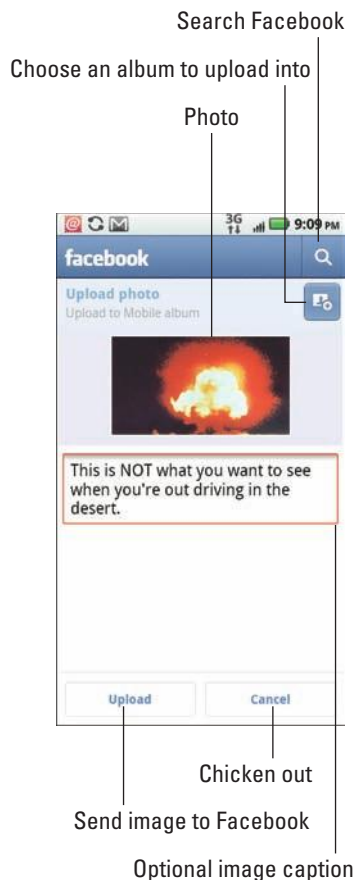 Search Facebook
Choose an album to upload into
Photo
3G
9:09 PM
facebook
Upload photo
Upload to Mobile album
This is NOT what you want to see
when you're out driving in the
desert.
Upload
Cancel
Chicken out
Send image to Facebook
Optional image caption